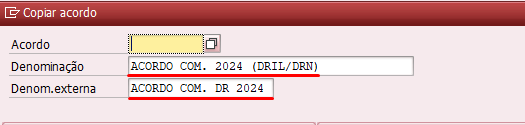 Copiar acordo
Acordo
Denominação ACORDO COM. 2024 (DRIL/DRN)
Denom.externa ACORDO COM. DR 2024